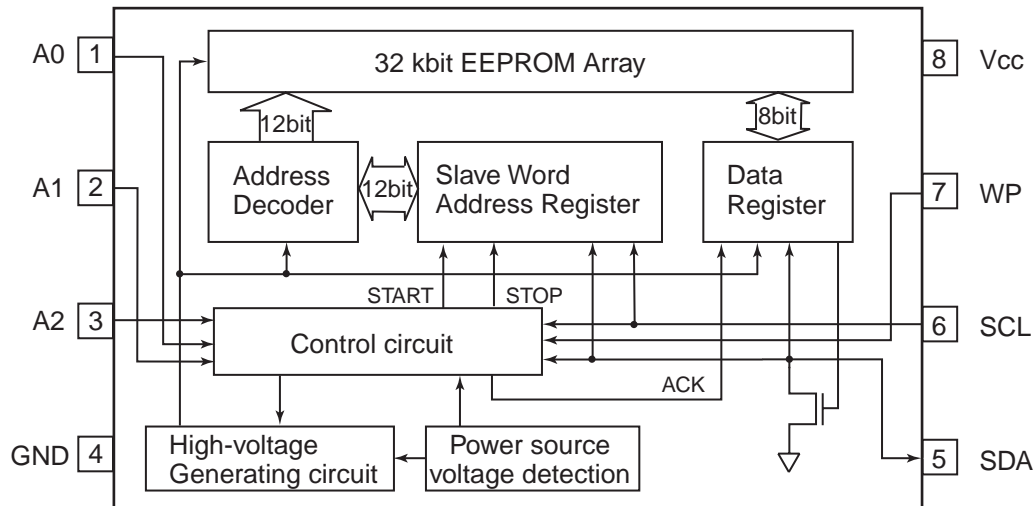 32 kbit EEPROM Array
A0 1
8 Vcc
12bit
8bit
Address
Decoder
12bit
Slave Word
Address Register
Data
Register
A1 2
7 WP
START
STOP
A2 3
6 SCL
Control circuit
ACK
GND 4
High-voltage
Generating circuit
Power source
voltage detection
5 SDA